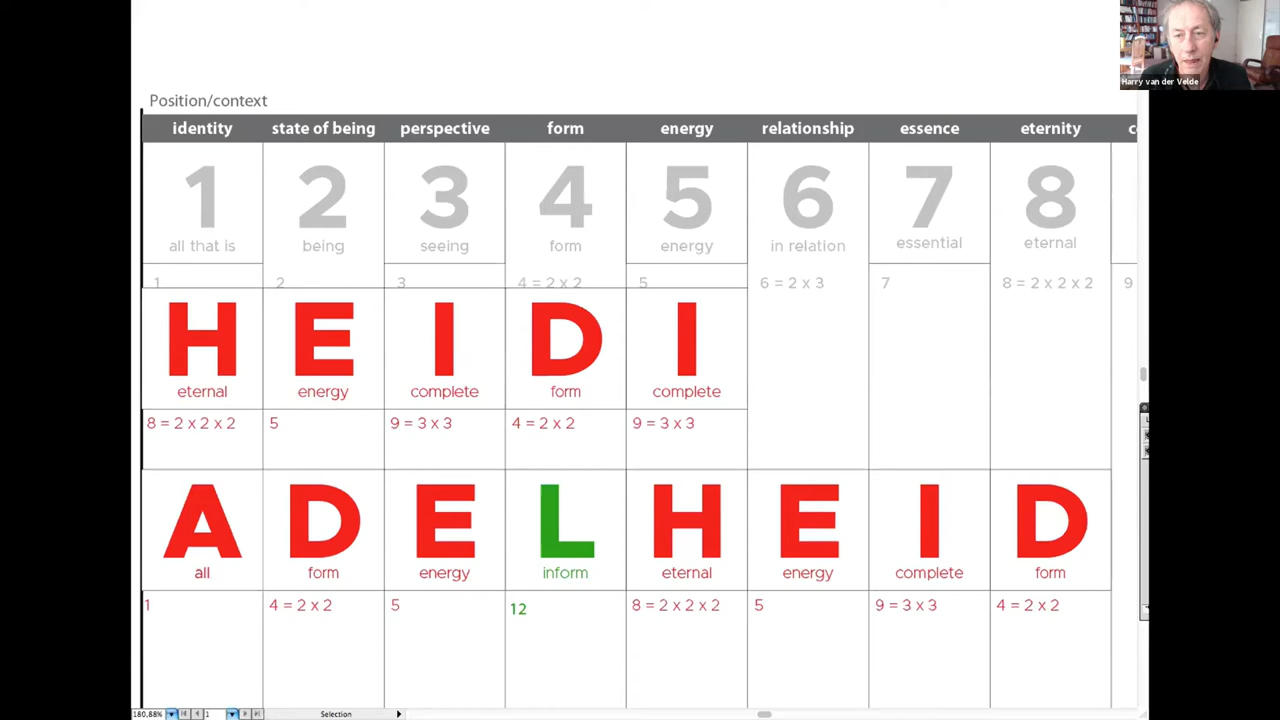 Harry van der Velde
Position/context
identity state of being perspective form energy relationship essence eternity
1 2 3 4 5 6 7 8
all that is being seeing form energy in relation essential eternal
1 2 3 4 = 2 x 2 5 6 = 2 x 3 7 8 = 2 x 2 x 2 9
H E I D I
eternal energy complete form complete
8 = 2 x 2 x 2 5 9 = 3 x 3 4 = 2 x 2 9 = 3 x 3
A D E L H E I D
all form energy inform eternal energy complete form
1 4 = 2 x 2 5 12 8 = 2 x 2 x 2 5 9 = 3 x 3 4 = 2 x 2
180,88% 1 Selection